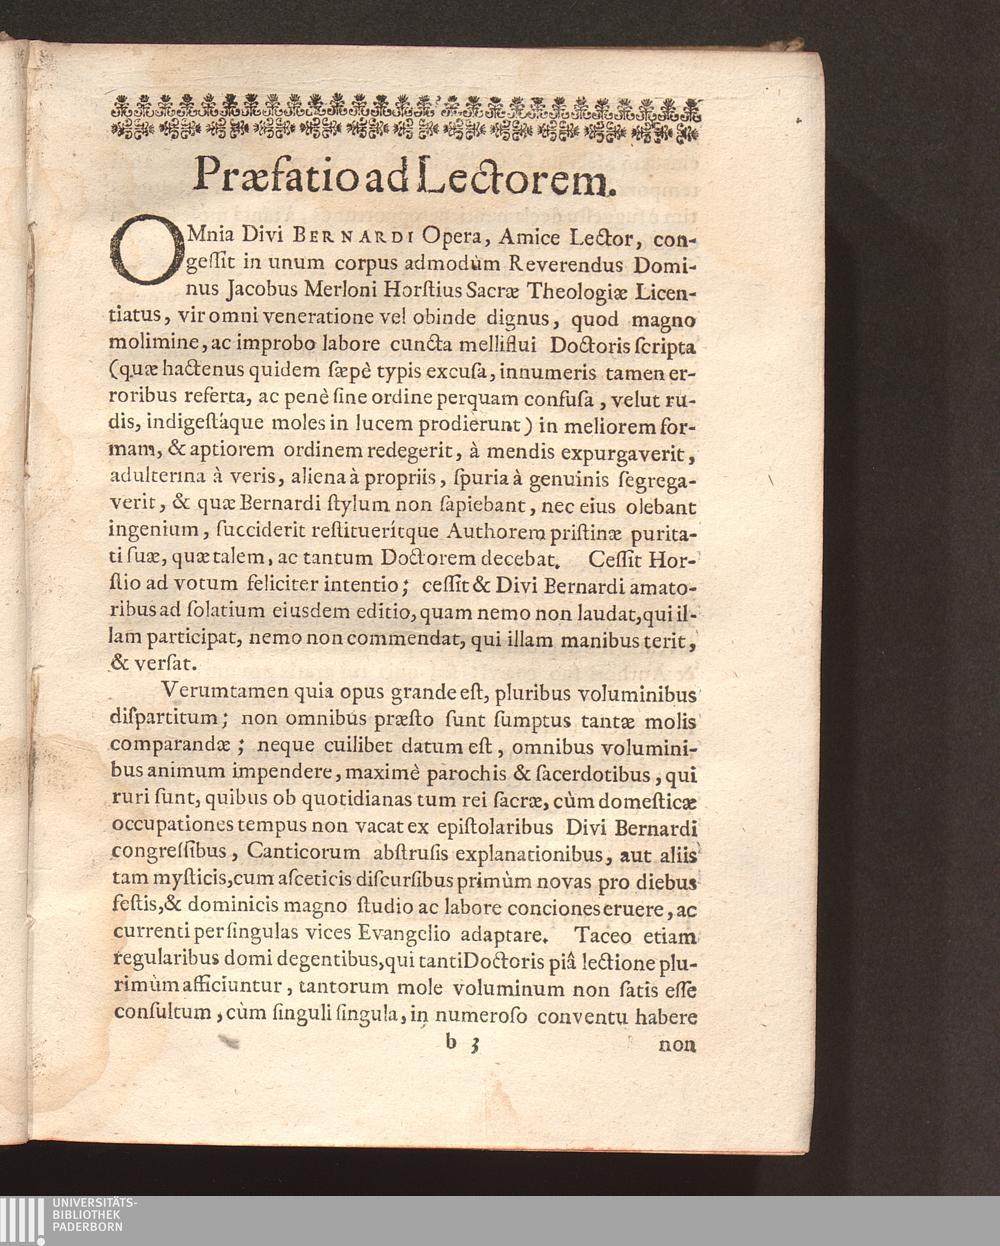 Præfatio ad Lectorem.
OMnia Divi BERNARDI Opera, Amice Lector, con-
gessit in unum corpus admodùm Reverendus Domi-
nus Jacobus Merloni Horstius Sacræ Theologiæ Licen-
tiatus, vir omni veneratione vel obinde dignus, quod magno
molimine, ac improbo labore cuncta melliflui Doctoris scripta
(quæ hactenus quidem sæpè typis excusa, innumeris tamen er-
roribus referta, ac penè sine ordine perquam confusa, velut ru-
dis, indigestáque moles in lucem prodierunt) in meliorem for-
mam, & aptiorem ordinem redegerit, à mendis expurgaverit,
adulterina à veris, aliena à propriis, spuria à genuinis segrega-
verit, & quæ Bernardi stylum non sapiebant, nec eius olebant
ingenium, succiderit restituerítque Authorem pristinæ purita-
ti suæ, quæ talem, ac tantum Doctorem decebat. Cessit Hor-
stio ad votum feliciter intentio; cessit & Divi Bernardi amato-
ribus ad solatium eiusdem editio, quam nemo non laudat, qui il-
lam participat, nemo non commendat, qui illam manibus terit,
& versat.
Verumtamen quia opus grande est, pluribus voluminibus
dispartitum; non omnibus præsto sunt sumptus tantæ molis
comparandæ; neque cuilibet datum est, omnibus volumini-
bus animum impendere, maximè parochis & sacerdotibus, qui
ruri sunt, quibus ob quotidianas tum rei sacræ, cùm domesticæ
occupationes tempus non vacat ex epistolaribus Divi Bernardi
congressibus, Canticorum abstrusis explanationibus, aut aliis
tam mysticis, cum asceticis discursibus primùm novas pro diebus
festis, & dominicis magno studio ac labore conciones eruere, ac
currenti per singulas vices Evangelio adaptare. Taceo etiam
regularibus domi degentibus, qui tanti Doctoris piâ lectione plu-
rimùm afficiuntur, tantorum mole voluminum non satis esse
consultum, cùm singuli singula, in numeroso conventu habere
b 3 non
UNIVERSITÄTS-
BIBLIOTHEK
PADERBORN